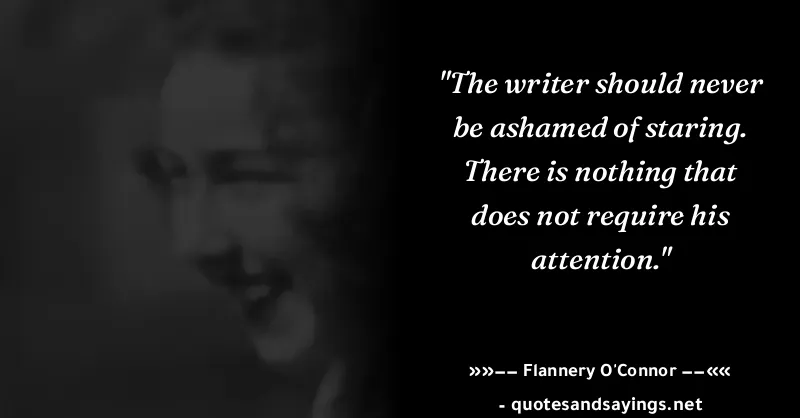 "The writer should never
be ashamed of staring.
There is nothing that
does not require his
attention."
»»–– Flannery O'Connor ––««
- quotesandsayings.net